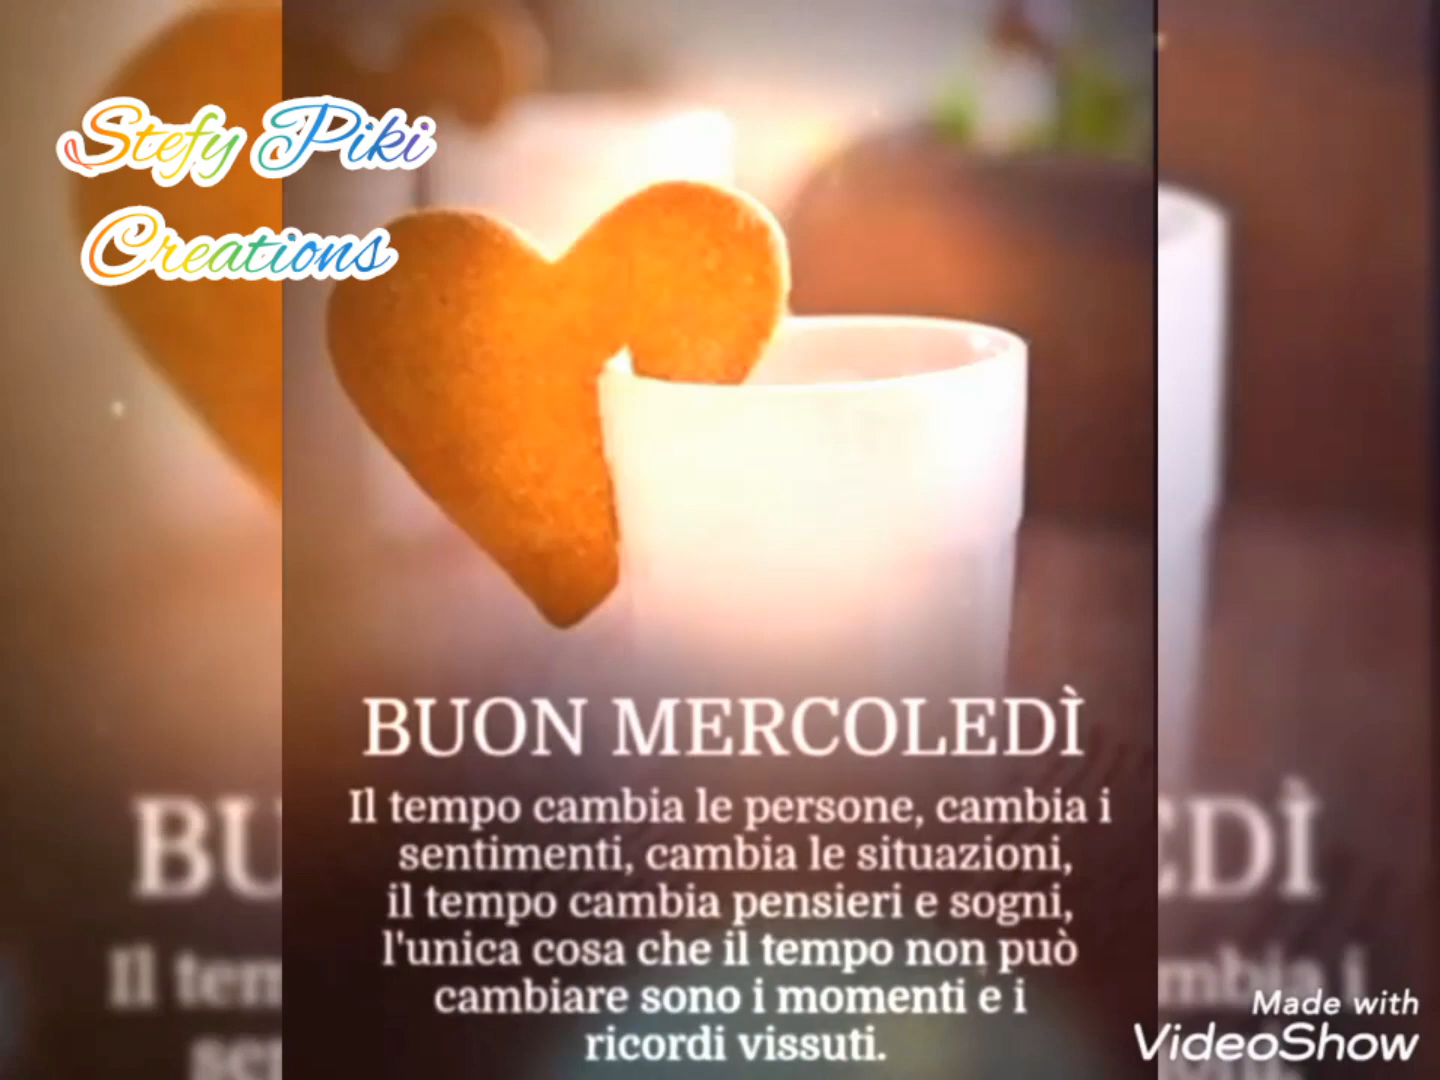 Stefy Piki
Creations
BUON MERCOLEDÌ
Il tempo cambia le persone, cambia i
sentimenti, cambia le situazioni,
il tempo cambia pensieri e sogni,
l'unica cosa che il tempo non può
cambiare sono i momenti e i
ricordi vissuti.
Made with
VideoShow